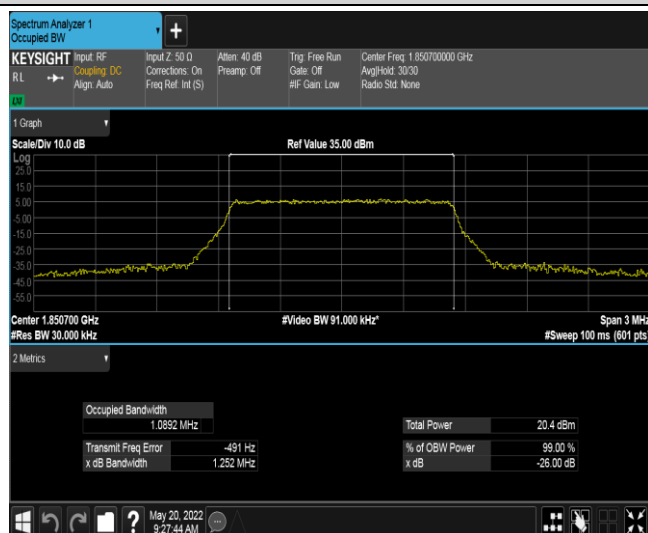 Spectrum Analyzer 1
Occupied BW
+
KEYSIGHT
RL
Input: RF
Coupling: DC
Align: Auto
Input Z: 50 Ω
Corrections: On
Freq Ref: Int (S)
Atten: 40 dB
Preamp: Off
Trig: Free Run
Gate: Off
#IF Gain: Low
Center Freq: 1.850700000 GHz
Avg|Hold: 30/30
Radio Std: None
1 Graph
Scale/Div 10.0 dB
Ref Value 35.00 dBm
Log
25.0
15.0
5.00
-5.00
-15.0
-25.0
-35.0
-45.0
-55.0
Center 1.850700 GHz
#Video BW 91.000 kHz*
Span 3 MHz
#Res BW 30.000 kHz
#Sweep 100 ms (601 pts)
2 Metrics
Occupied Bandwidth
1.0892 MHz
Total Power 20.4 dBm
Transmit Freq Error -491 Hz
% of OBW Power 99.00 %
x dB Bandwidth 1.252 MHz
x dB -26.00 dB
?
May 20, 2022
9:27:44 AM